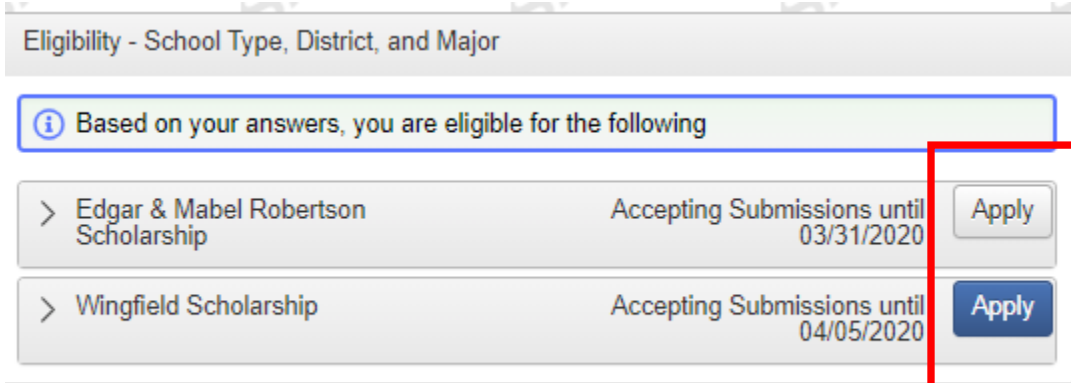 Eligibility - School Type, District, and Major
Based on your answers, you are eligible for the following
Edgar & Mabel Robertson
Scholarship
Accepting Submissions until
03/31/2020
Apply
Wingfield Scholarship
Accepting Submissions until
04/05/2020
Apply